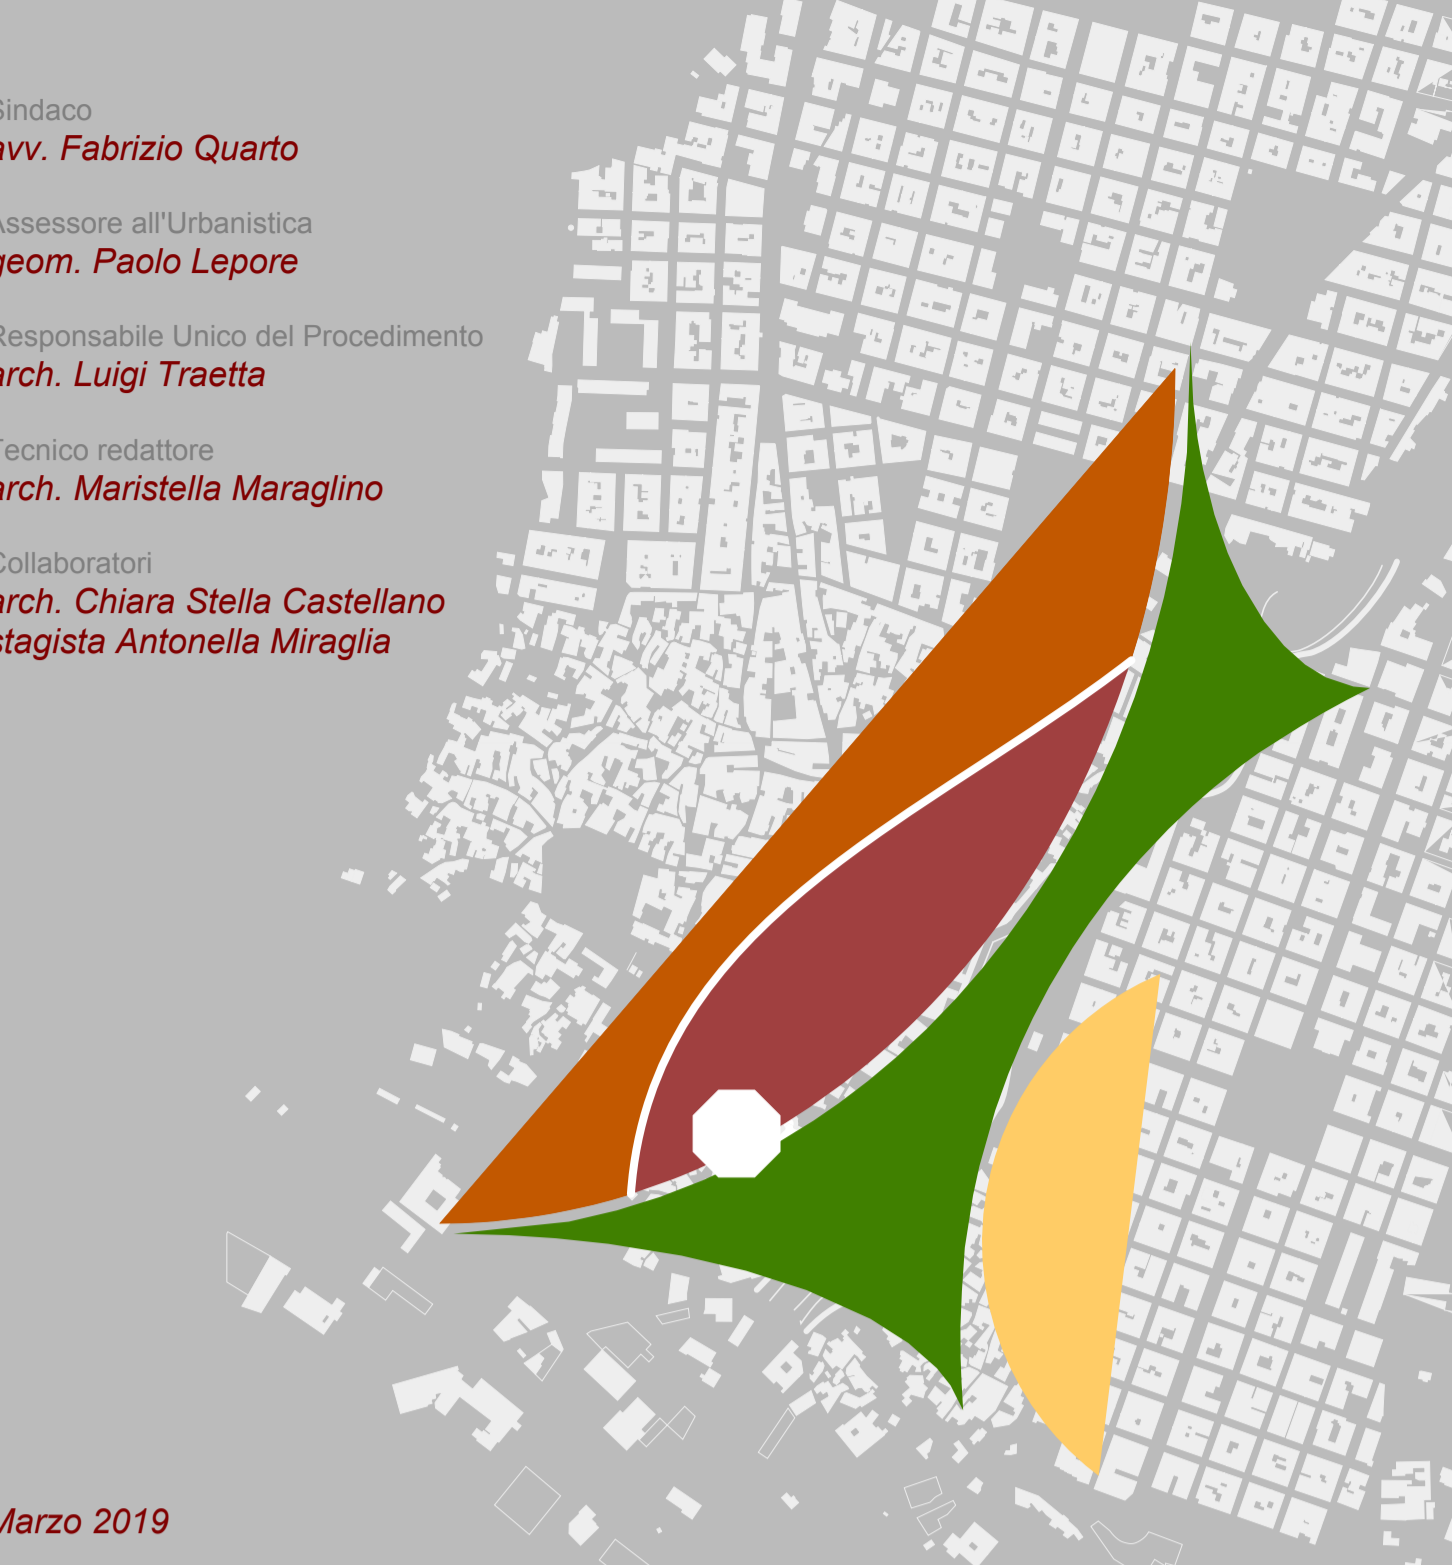 Sindaco
avv. Fabrizio Quarto
Assessore all'Urbanistica
geom. Paolo Lepore
Responsabile Unico del Procedimento
arch. Luigi Traetta
Tecnico redattore
arch. Maristella Maraglino
Collaboratori
arch. Chiara Stella Castellano
stagista Antonella Miraglia
Marzo 2019